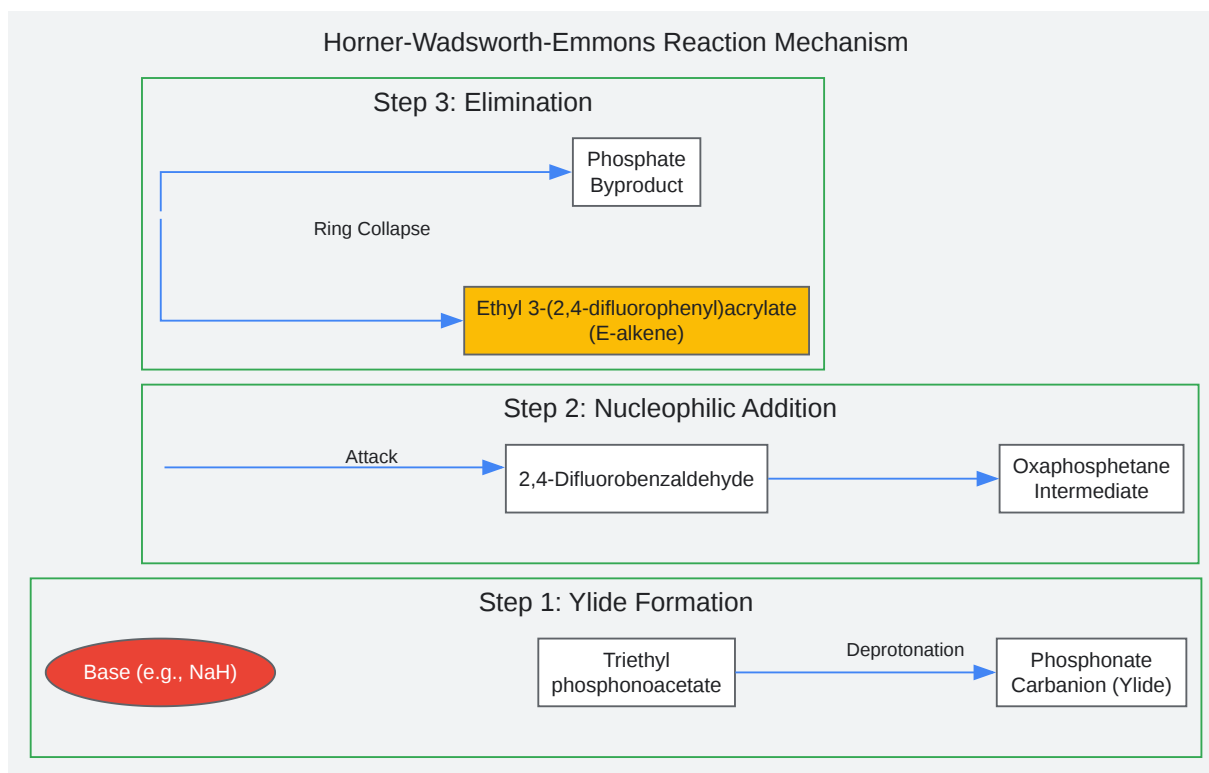 Horner-Wadsworth-Emmons Reaction Mechanism
Step 3: Elimination
Phosphate
Byproduct
Ring Collapse
Ethyl 3-(2,4-difluorophenyl)acrylate
(E-alkene)
Step 2: Nucleophilic Addition
Attack
2,4-Difluorobenzaldehyde
Oxaphosphetane
Intermediate
Step 1: Ylide Formation
Base (e.g., NaH)
Triethyl
phosphonoacetate
Deprotonation
Phosphonate
Carbanion (Ylide)